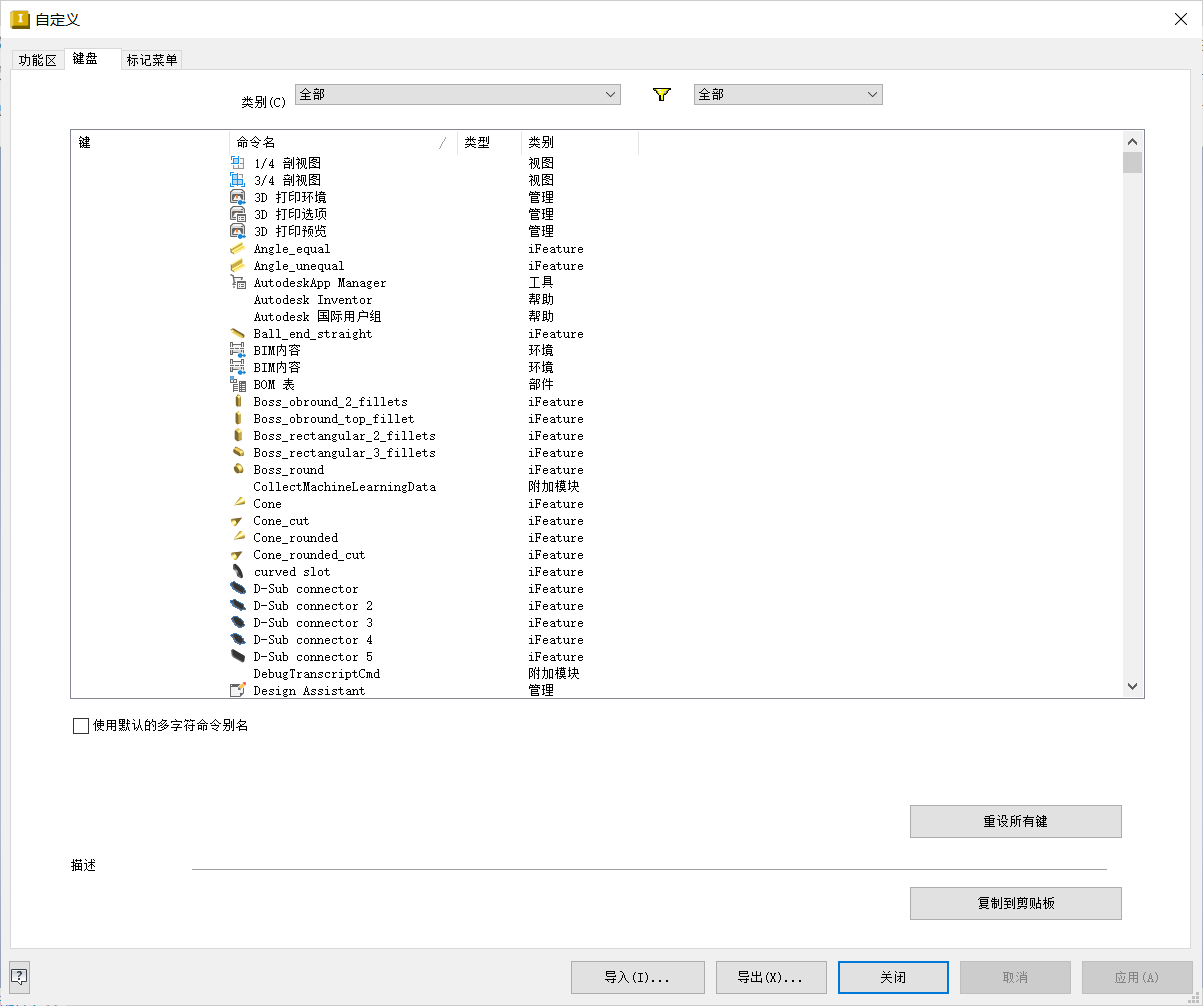 自定义
功能区 键盘 标记菜单
类别(C) 全部 全部
键 命令名 类型 类别
1/4 剖视图 视图
3/4 剖视图 视图
3D 打印环境 管理
3D 打印选项 管理
3D 打印预览 管理
Angle_equal iFeature
Angle_unequal iFeature
AutodeskApp Manager 工具
Autodesk Inventor 帮助
Autodesk 国际用户组 帮助
Ball_end_straight iFeature
BIM内容 环境
BIM内容 环境
BOM 表 部件
Boss_obround_2_fillets iFeature
Boss_obround_top_fillet iFeature
Boss_rectangular_2_fillets iFeature
Boss_rectangular_3_fillets iFeature
Boss_round iFeature
CollectMachineLearningData 附加模块
Cone iFeature
Cone_cut iFeature
Cone_rounded iFeature
Cone_rounded_cut iFeature
curved slot iFeature
D-Sub connector iFeature
D-Sub connector 2 iFeature
D-Sub connector 3 iFeature
D-Sub connector 4 iFeature
D-Sub connector 5 iFeature
DebugTranscriptCmd 附加模块
Design Assistant 管理
使用默认的多字符命令别名
重设所有键
描述
复制到剪贴板
导入(I)... 导出(X)... 关闭 取消 应用(A)